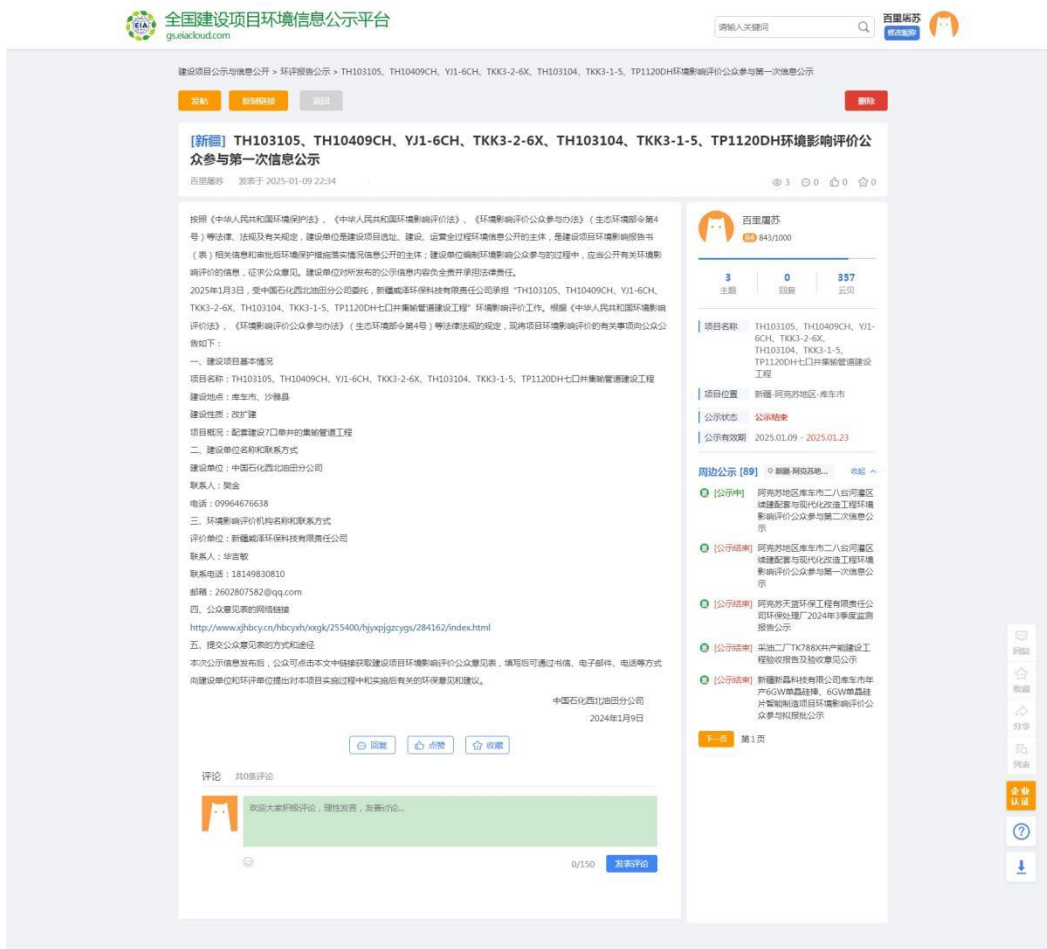 全国建设项目环境信息公示平台
gs.eiacloud.com
请输入关键词
百里屠苏
修改昵称
建设项目公示与信息公开 > 环评报告公示 > TH103105、TH10409CH、YJ1-6CH、TKK3-2-6X、TH103104、TKK3-1-5、TP1120DH环境影响评价公众参与第一次信息公示
发帖
复制链接
返回
删除
[新疆] TH103105、TH10409CH、YJ1-6CH、TKK3-2-6X、TH103104、TKK3-1-5、TP1120DH环境影响评价公
众参与第一次信息公示
百里屠苏 发表于 2025-01-09 22:34
3 0 0 0
按照《中华人民共和国环境保护法》、《中华人民共和国环境影响评价法》、《环境影响评价公众参与办法》(生态环境部令第4
号)等法律、法规及有关规定,建设单位是建设项目选址、建设、运营全过程环境信息公开的主体,是建设项目环境影响报告书
(表)相关信息和审批后环境保护措施落实情况信息公开的主体;建设单位编制环境影响公众参与的过程中,应当公开有关环境影
响评价的信息,征求公众意见。建设单位对所发布的公示信息内容负全责并承担法律责任。
2025年1月3日,受中国石化西北油田分公司委托,新疆威泽环保科技有限责任公司承担“TH103105、TH10409CH、YJ1-6CH、
TKK3-2-6X、TH103104、TKK3-1-5、TP1120DH七口井集输管道建设工程”环境影响评价工作。根据《中华人民共和国环境影响
评价法》、《环境影响评价公众参与办法》(生态环境部令第4号)等法律法规的规定,现将项目环境影响评价的有关事项向公众公
告如下:
一、建设项目基本情况
项目名称:TH103105、TH10409CH、YJ1-6CH、TKK3-2-6X、TH103104、TKK3-1-5、TP1120DH七口井集输管道建设工程
建设地点:库车市、沙雅县
建设性质:改扩建
项目概况:配套建设7口单井的集输管道工程
二、建设单位名称和联系方式
建设单位:中国石化西北油田分公司
联系人:樊金
电话:09964676638
三、环境影响评价机构名称和联系方式
评价单位:新疆威泽环保科技有限责任公司
联系人:华吉敏
联系电话:18149830810
邮箱:2602807582@qq.com
四、公众意见表的网络链接
http://www.xjhbcy.cn/hbcyxh/xxgk/255400/hjyxpjgzcygs/284162/index.html
五、提交公众意见表的方式和途径
本次公示信息发布后,公众可点击本文中链接获取建设项目环境影响评价公众意见表,填写后可通过书信、电子邮件、电话等方式
向建设单位和环评单位提出对本项目实施过程中和实施后有关的环保意见和建议。
中国石化西北油田分公司
2024年1月9日
回复
点赞
收藏
评论 共0条评论
欢迎大家积极评论,理性发言,友善讨论...
0/150
发表评论
百里屠苏
843/1000
3 0 357
主题 回复 云贝
项目名称 TH103105、TH10409CH、YJ1-
6CH、TKK3-2-6X、
TH103104、TKK3-1-5、
TP1120DH七口井集输管道建设
工程
项目位置 新疆-阿克苏地区-库车市
公示状态 公示结束
公示有效期 2025.01.09 - 2025.01.23
周边公示 [89] 新疆-阿克苏地... 收起
[公示中] 阿克苏地区库车市二八台河灌区
续建配套与现代化改造工程环境
影响评价公众参与第二次信息公
示
[公示结束] 阿克苏地区库车市二八台河灌区
续建配套与现代化改造工程环境
影响评价公众参与第一次信息公
示
[公示结束] 阿克苏天蓝环保工程有限责任公
司环保处理厂2024年3季度监测
报告公示
[公示结束] 采油二厂TK788X井产能建设工
程验收报告及验收意见公示
[公示结束] 新疆新晶科技有限公司库车市年
产6GW单晶硅棒、6GW单晶硅
片智能制造项目环境影响评价公
众参与拟报批公示
下一页 第1页
回复
收藏
分享
列表
企业
认证